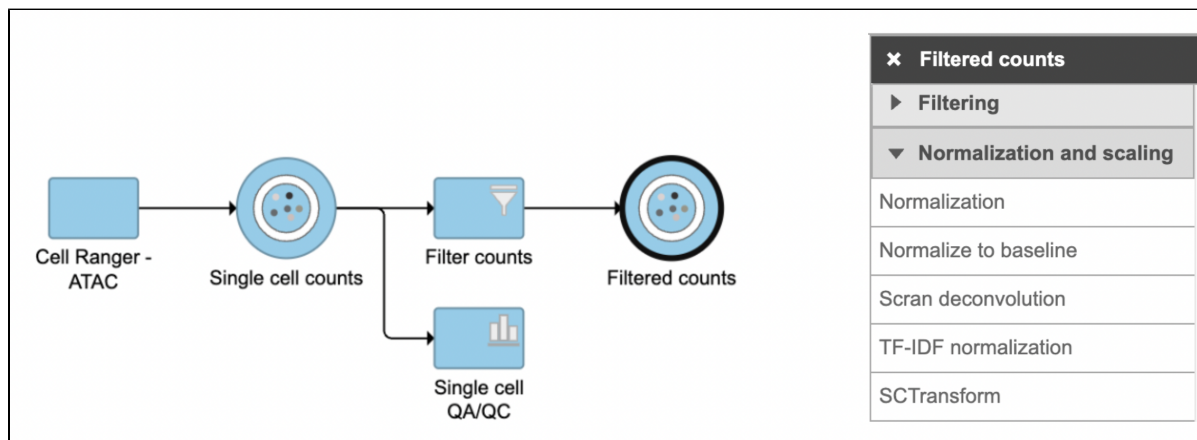 Cell Ranger -
ATAC
Single cell counts
Filter counts
Filtered counts
Single cell
QA/QC
Filtered counts
Filtering
Normalization and scaling
Normalization
Normalize to baseline
Scran deconvolution
TF-IDF normalization
SCTransform